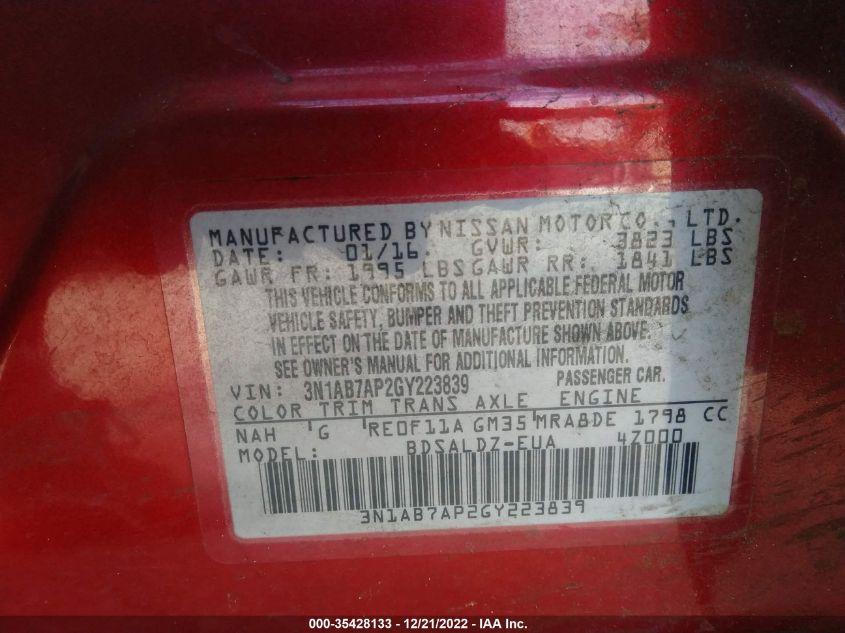 MANUFACTURED BY NISSAN MOTOR CO., LTD.
DATE: 01/16 GVWR: 3823 LBS
GAWR FR: 1995 LBS GAWR RR: 1841 LBS
THIS VEHICLE CONFORMS TO ALL APPLICABLE FEDERAL MOTOR
VEHICLE SAFETY, BUMPER AND THEFT PREVENTION STANDARDS
IN EFFECT ON THE DATE OF MANUFACTURE SHOWN ABOVE.
SEE OWNER'S MANUAL FOR ADDITIONAL INFORMATION.
VIN: 3N1AB7AP2GY223839 PASSENGER CAR.
COLOR TRIM TRANS AXLE ENGINE
NAH G RE0F11A GM35 MRA8DE 1798 CC
MODEL: BDSALDZ-EUA 4Z000
3N1AB7AP2GY223839
000-35428133 - 12/21/2022 - IAA Inc.